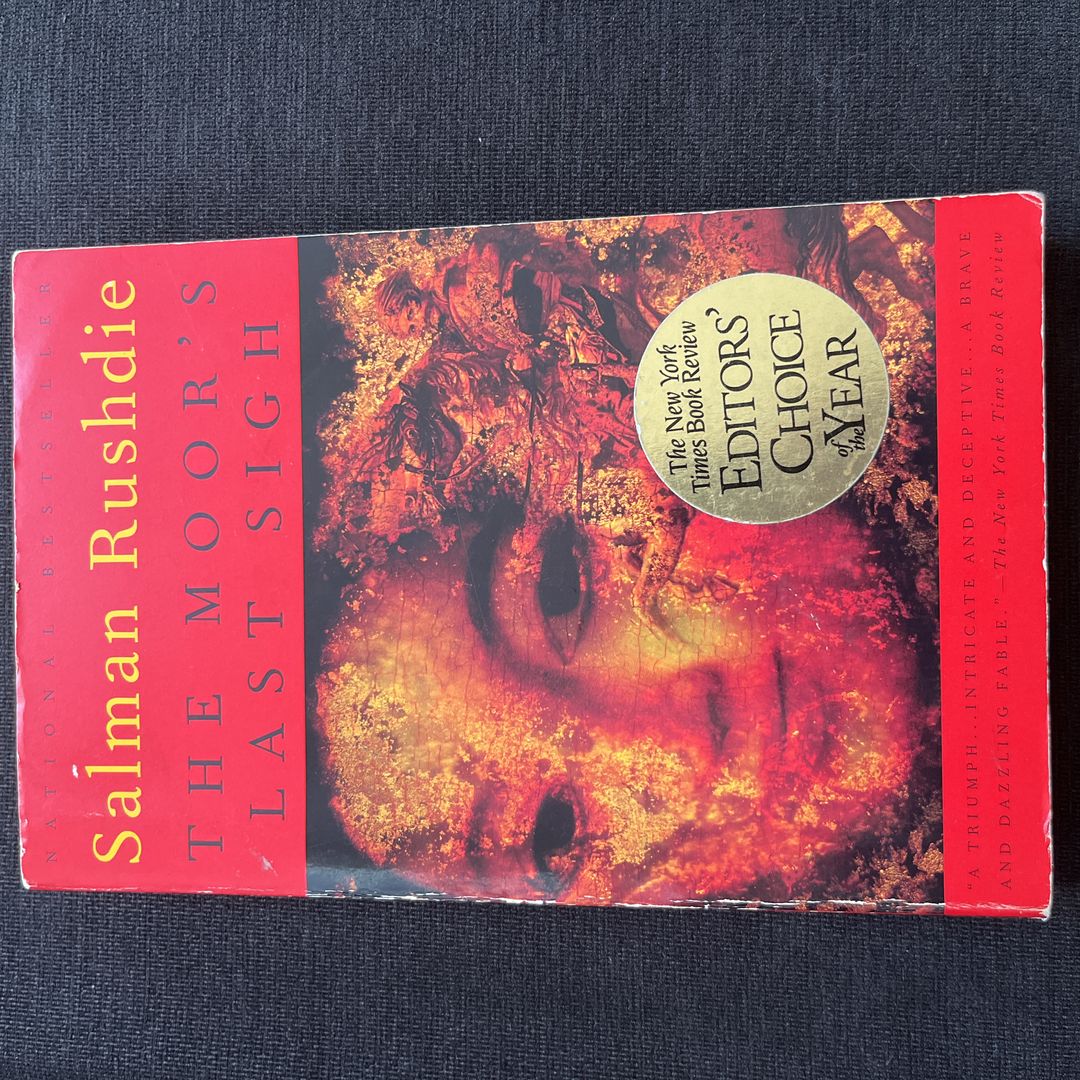 NATIONAL BESTSELLER
Salman Rushdie
THE MOOR'S
LAST SIGH
The New York
Times Book Review
EDITORS'
CHOICE
of the YEAR
“A TRIUMPH...INTRICATE AND DECEPTIVE...A BRAVE
AND DAZZLING FABLE.”—The New York Times Book Review